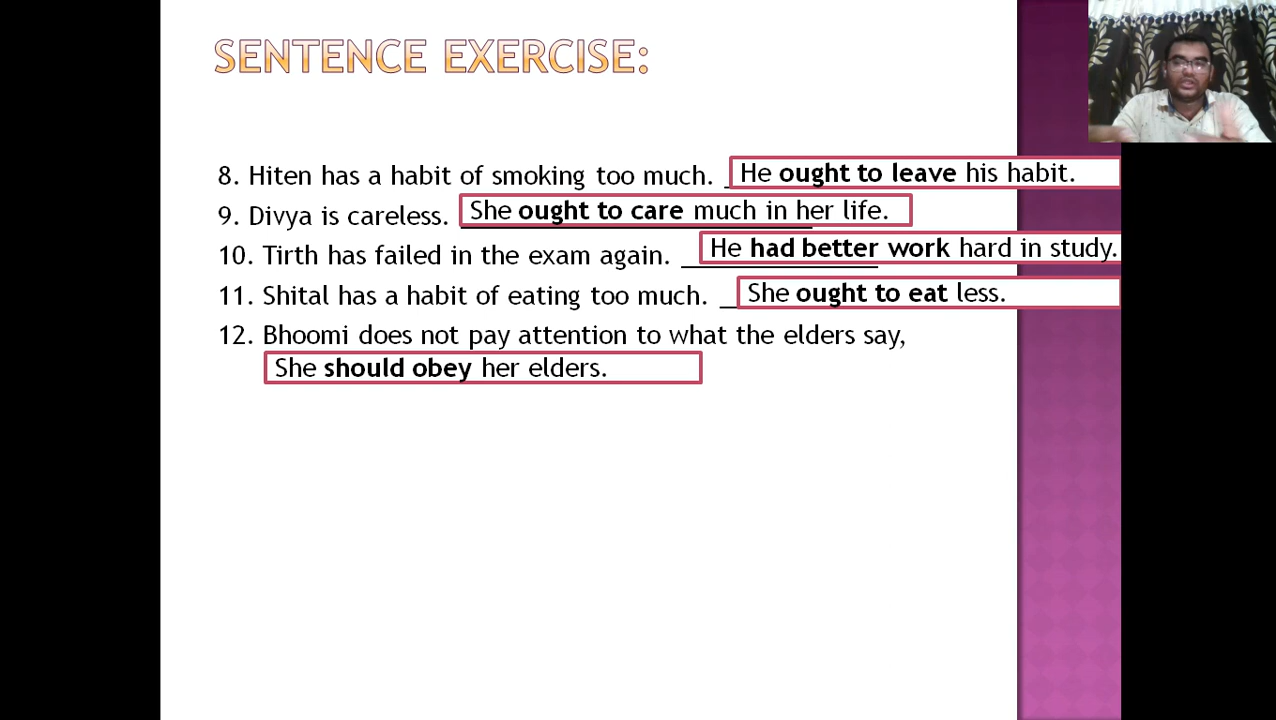 SENTENCE EXERCISE:
8. Hiten has a habit of smoking too much. He ought to leave his habit.
9. Divya is careless. She ought to care much in her life.
10. Tirth has failed in the exam again. He had better work hard in study.
11. Shital has a habit of eating too much. She ought to eat less.
12. Bhoomi does not pay attention to what the elders say,
She should obey her elders.